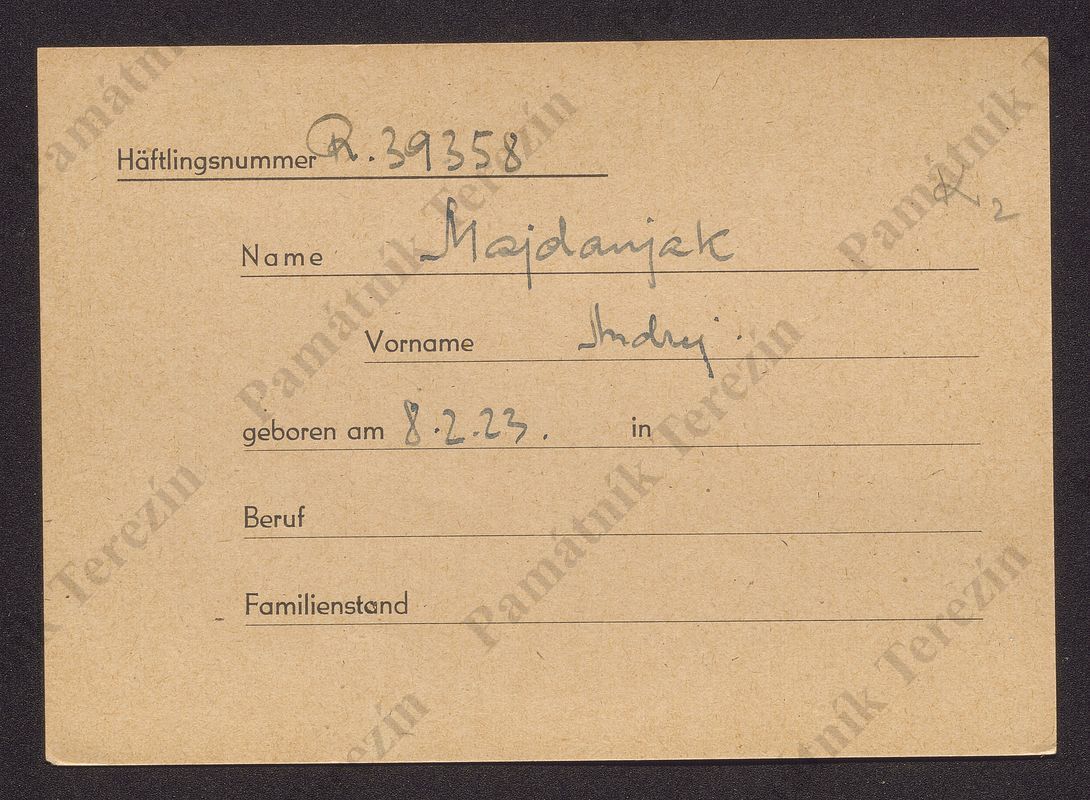 Häftlingsnummer R. 39358
Name Majdanjak
Vorname Andrej
geboren am 8.2.23. in
Beruf
Familienstand
Památník Terezín